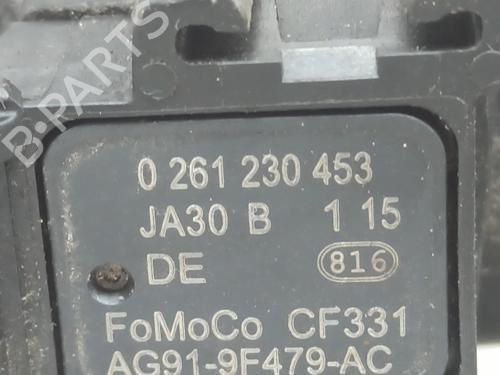 B-PARTS
0 261 230 453
JA30 B 1 15
DE 816
FoMoCo CF331
AG91-9F479-AC